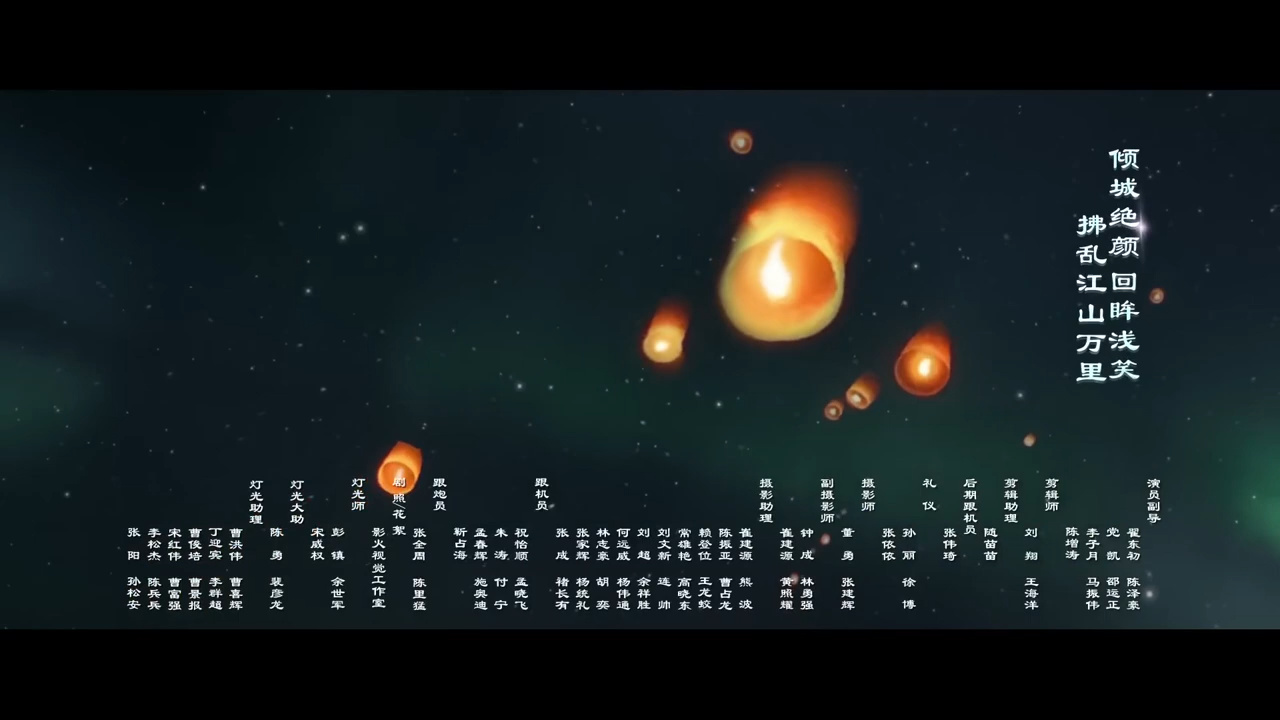 倾城绝颜回眸浅笑
拂乱江山万里
演员副导
翟东初 陈泽豪
党凯 邵运正
李子月 马振伟
陈增涛
剪辑师
刘翔 王海洋
剪辑助理
随苗苗
后期跟机员
张伟琦
礼仪
孙丽 徐博
张依依
摄影师
董勇 张建辉
副摄影师
钟成 林勇强
崔建源 黄照耀
摄影助理
崔建源 熊波
陈振亚 曹占龙
赖登位 王龙蛟
常雄艳 高晓东
刘文新 连帅
刘超 余祥胜
何远威 杨伟通
林志豪 胡奕
张家辉 杨统礼
张成 褚长有
跟机员
祝怡顺 孟晓飞
朱涛 付宁
孟春辉 施奥迪
靳占海
跟炮员
张全周 陈里猛
剧照/花絮
影火视觉工作室
灯光师
彭镇 余世军
宋威权
灯光大助
陈勇 裴彦龙
灯光助理
曹洪伟 曹喜辉
丁迎宾 李群超
曹俊培 曹景报
宋红伟 曹富强
李松杰 陈兵兵
张阳 孙松安